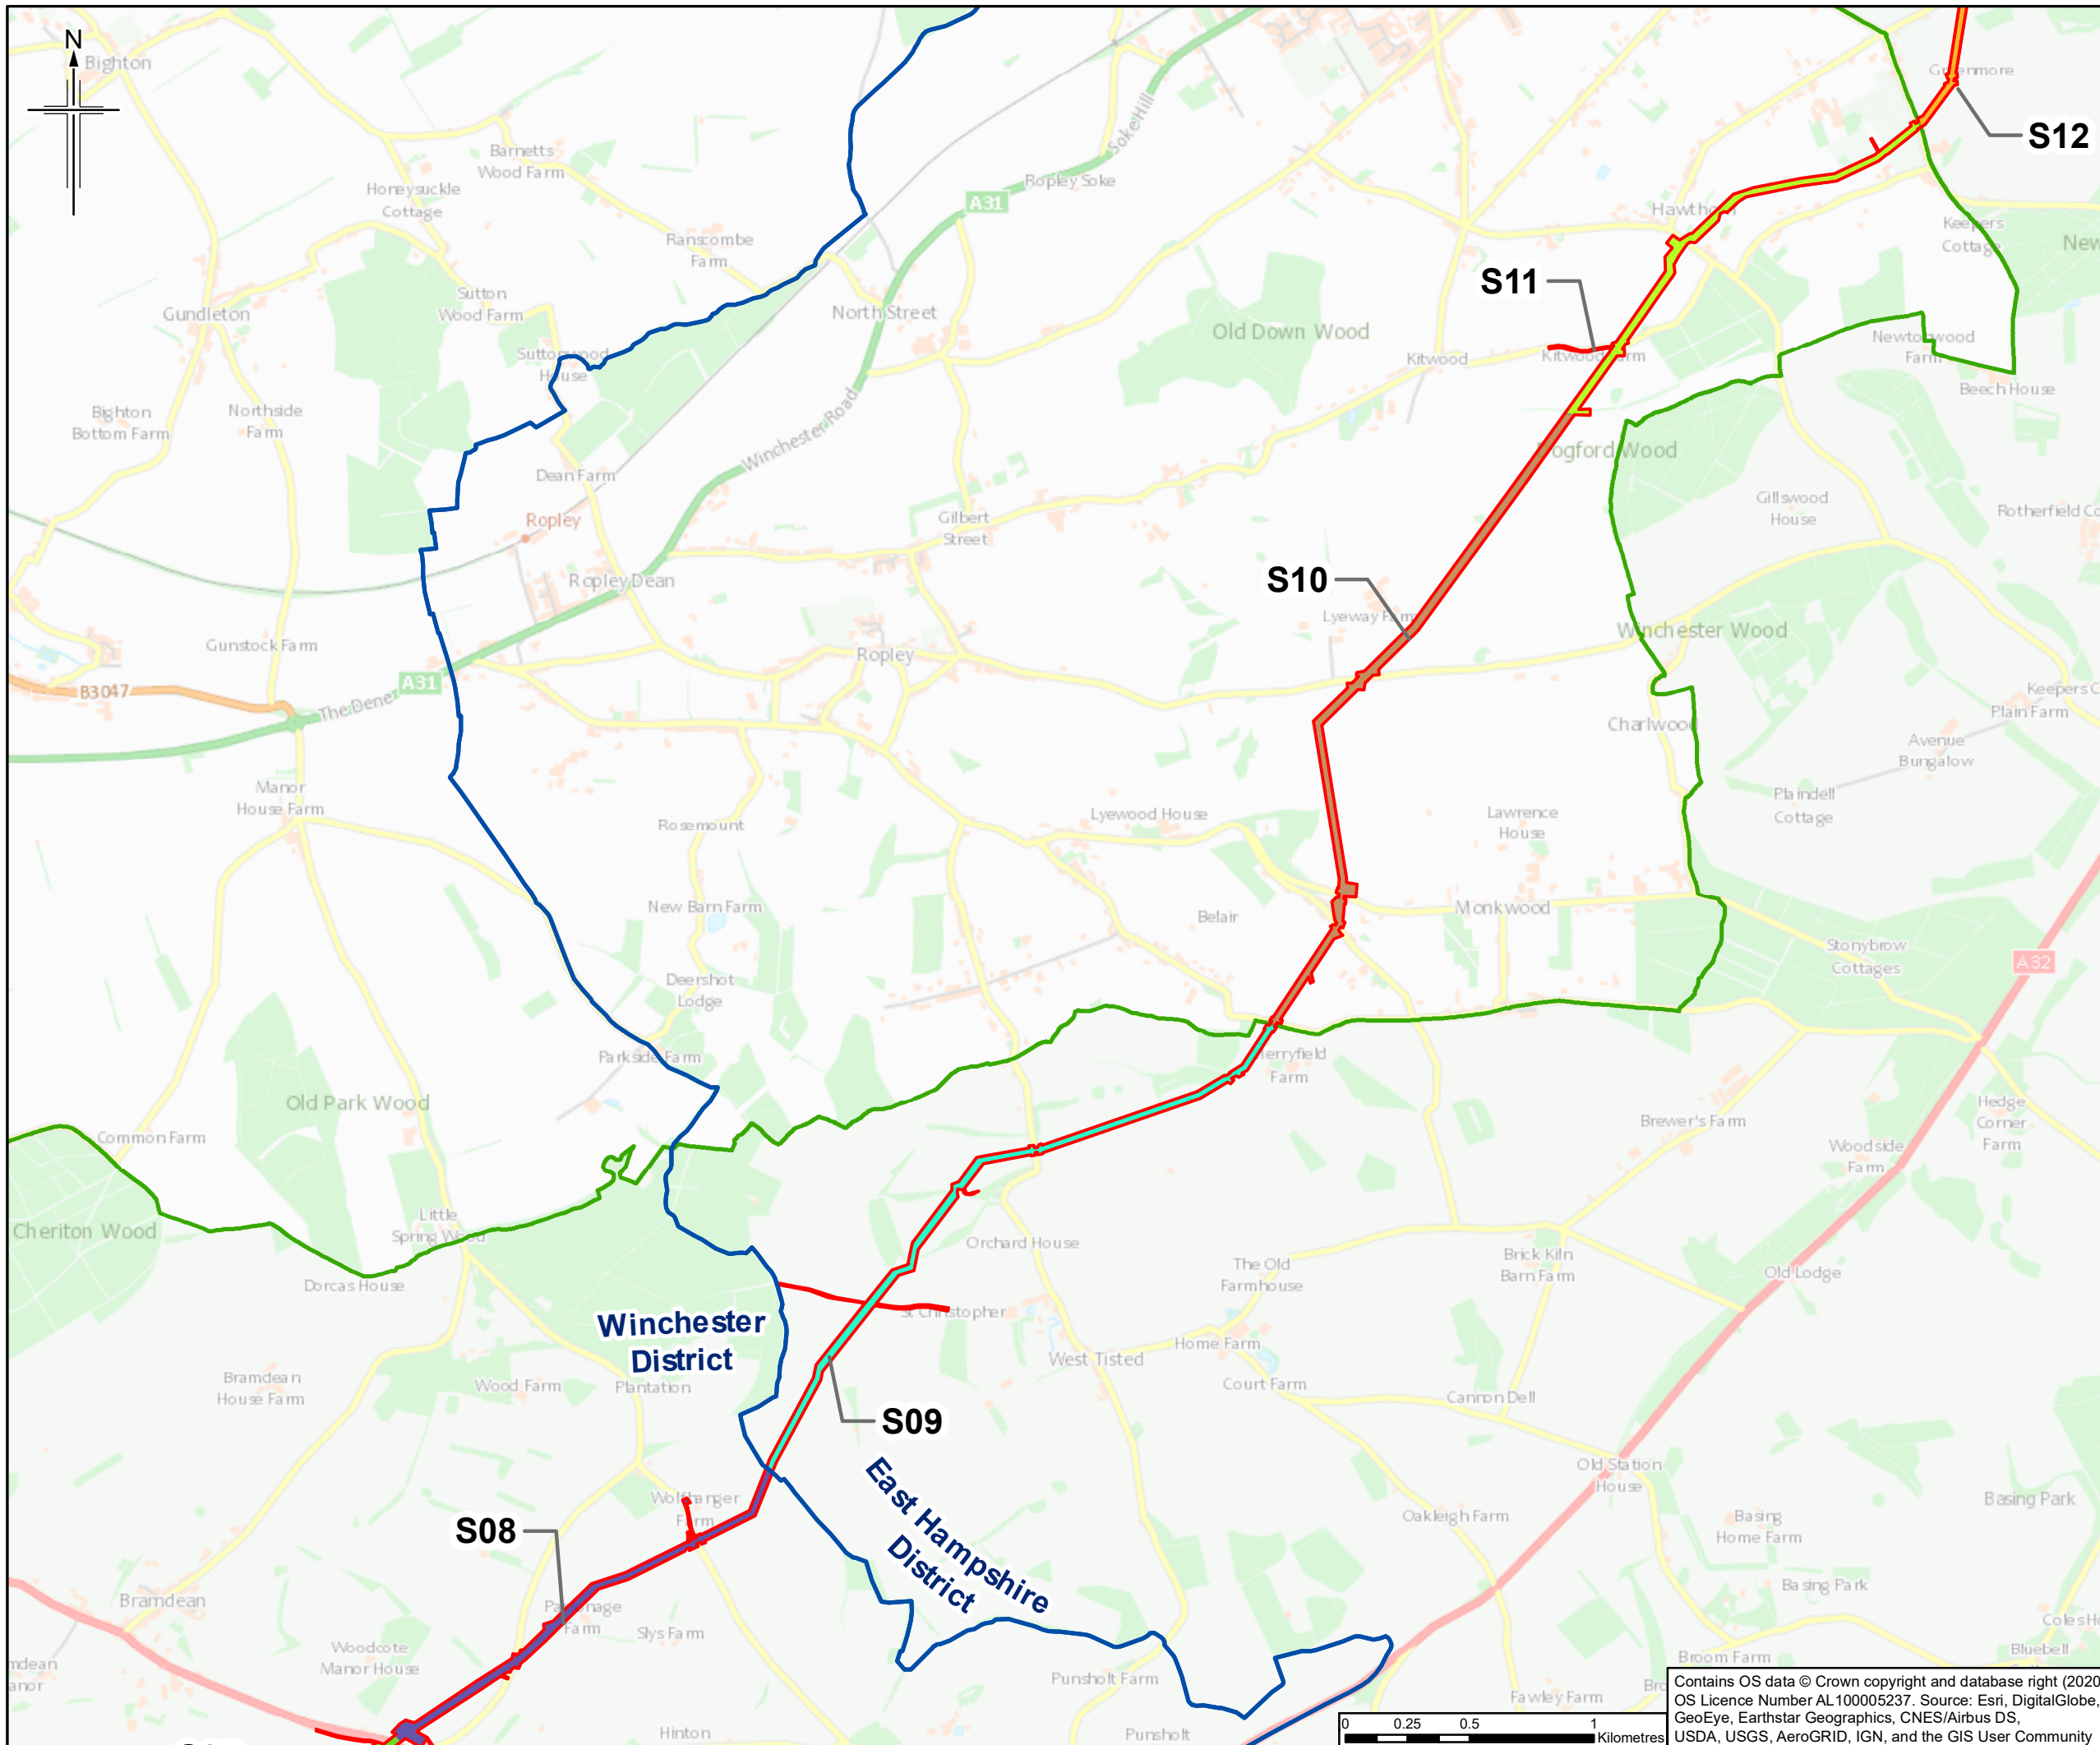 N
Bighton
Greenmore
S12
Barnetts
Wood Farm
Soke Hill
Honeysuckle
Cottage
Ropley Soke
A31
Keepers
Cottage
Ranscombe
Farm
S11
Sutton
Wood Farm
Gundleton
North Street
Old Down Wood
Kitwood
Newtonwood
Farm
House
Beech House
Bighton
Bottom Farm
Northside
Farm
Winchester Road
Dean Farm
Gillswood
House
Ropley
Gilbert
Street
Ropley Dean
S10
Gunstock Farm
Ropley
Winchester Wood
B3047
A31
The Dene
Plain Farm
Charlwood
Avenue
Bungalow
Manor
House Farm
Plaindell
Cottage
Rosemount
Lyewood House
Lawrence
House
New Barn Farm
Belair
Monkwood
Stonybrow
Cottages
A32
Deershot
Lodge
Parkside Farm
Farm
Old Park Wood
Common Farm
Brewer's Farm
Hedge
Corner
Farm
Woodside
Farm
Cheriton Wood
Little
Spring Wood
Orchard House
The Old
Farmhouse
Brick Kiln
Barn Farm
Old Lodge
Dorcas House
St Christopher
Winchester
District
Home Farm
West Tisted
Bramdean
House Farm
Wood Farm
Plantation
Court Farm
Cannon Dell
S09
Old Station
House
East Hampshire
District
Basing Park
Oakleigh Farm
Basing
Home Farm
S08
Basing Park
Bramdean
Farm
Slys Farm
Woodcote
Manor House
Bluebell
Broom Farm
Punsholt Farm
Fawley Farm
Hinton
Punsholt
0 0.25 0.5 1
Kilometres
Contains OS data © Crown copyright and database right (2020
OS Licence Number AL100005237. Source: Esri, DigitalGlobe,
GeoEye, Earthstar Geographics, CNES/Airbus DS,
USDA, USGS, AeroGRID, IGN, and the GIS User Community